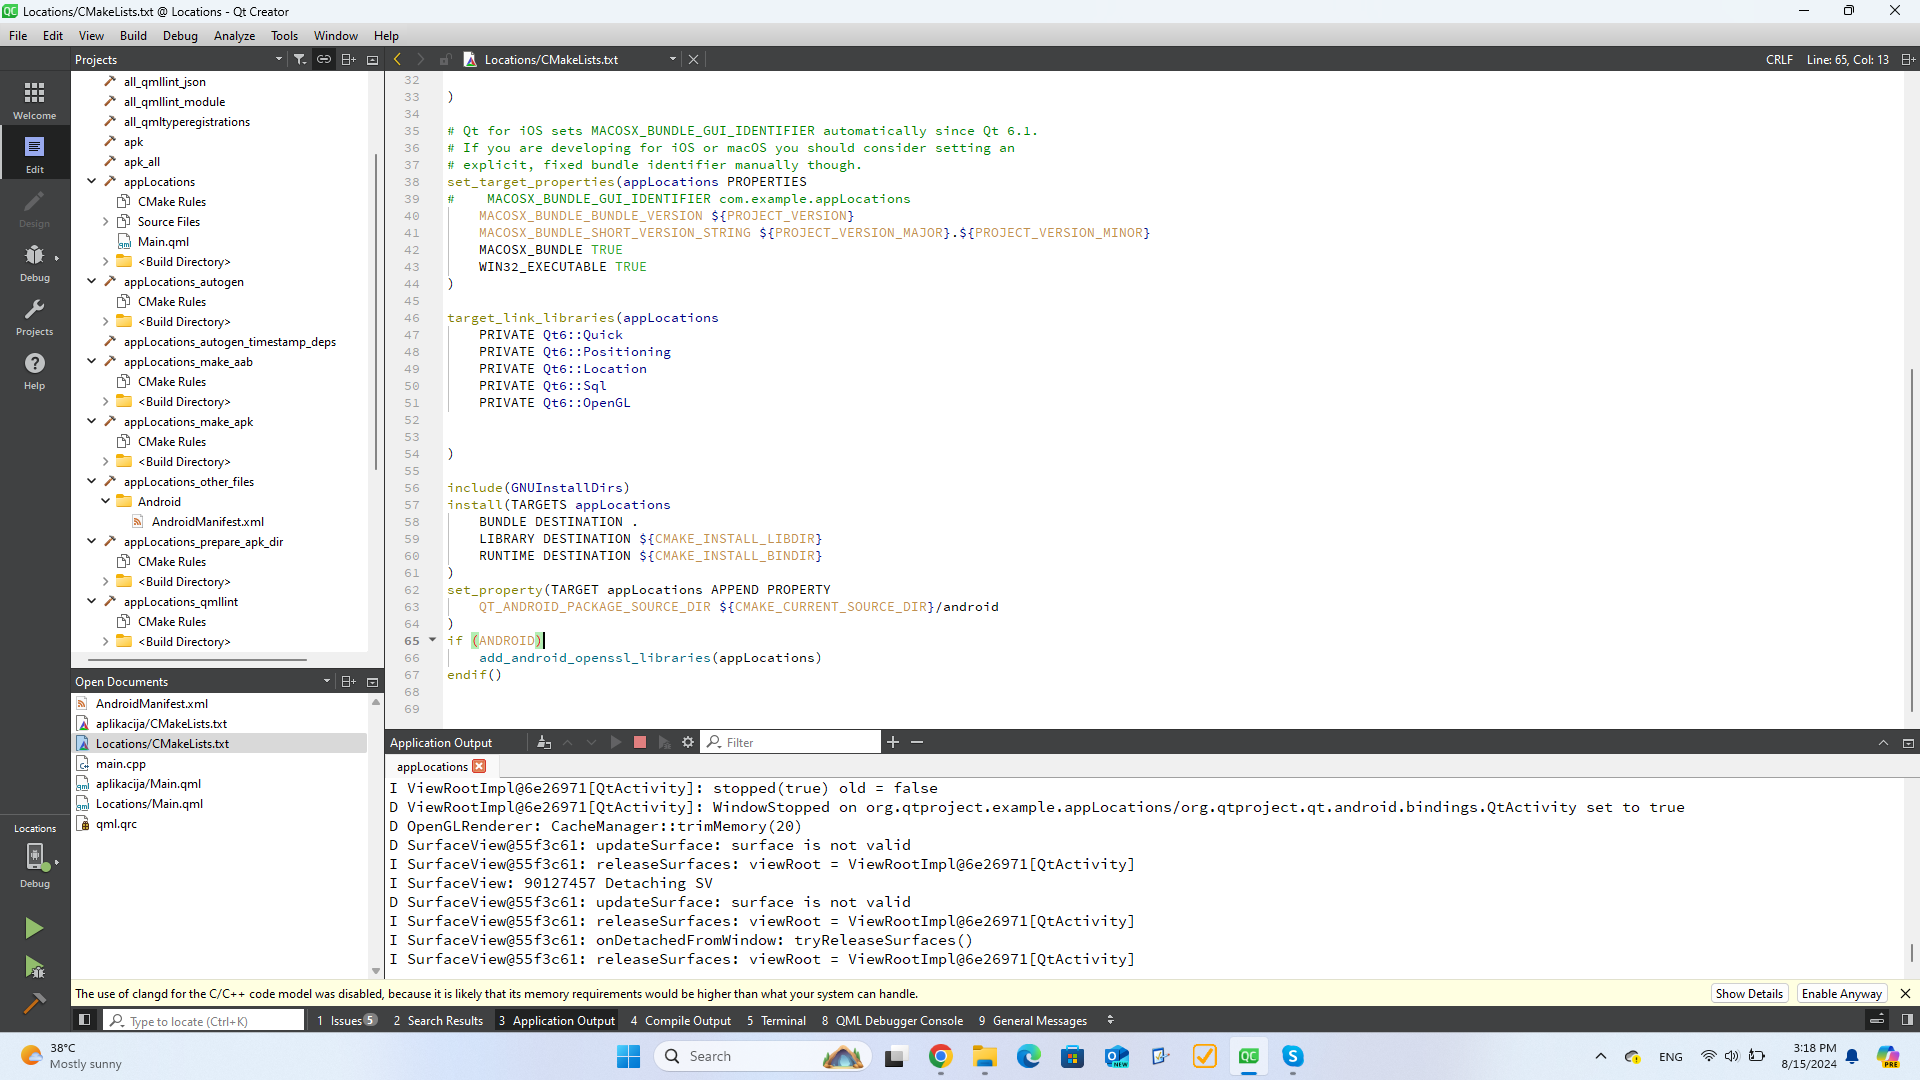 Locations/CMakeLists.txt @ Locations - Qt Creator
File Edit View Build Debug Analyze Tools Window Help
Projects
Locations/CMakeLists.txt
CRLF Line: 65, Col: 13
Welcome
Edit
Design
Debug
Projects
Help
Locations
Debug
all_qmllint_json
all_qmllint_module
all_qmltyperegistrations
apk
apk_all
appLocations
CMake Rules
Source Files
Main.qml
<Build Directory>
appLocations_autogen
CMake Rules
<Build Directory>
appLocations_autogen_timestamp_deps
appLocations_make_aab
CMake Rules
<Build Directory>
appLocations_make_apk
CMake Rules
<Build Directory>
appLocations_other_files
Android
AndroidManifest.xml
appLocations_prepare_apk_dir
CMake Rules
<Build Directory>
appLocations_qmllint
CMake Rules
<Build Directory>
Open Documents
AndroidManifest.xml
aplikacija/CMakeLists.txt
Locations/CMakeLists.txt
main.cpp
aplikacija/Main.qml
Locations/Main.qml
qml.qrc
32
33 )
34
35 # Qt for iOS sets MACOSX_BUNDLE_GUI_IDENTIFIER automatically since Qt 6.1.
36 # If you are developing for iOS or macOS you should consider setting an
37 # explicit, fixed bundle identifier manually though.
38 set_target_properties(appLocations PROPERTIES
39 #    MACOSX_BUNDLE_GUI_IDENTIFIER com.example.appLocations
40     MACOSX_BUNDLE_BUNDLE_VERSION ${PROJECT_VERSION}
41     MACOSX_BUNDLE_SHORT_VERSION_STRING ${PROJECT_VERSION_MAJOR}.${PROJECT_VERSION_MINOR}
42     MACOSX_BUNDLE TRUE
43     WIN32_EXECUTABLE TRUE
44 )
45
46 target_link_libraries(appLocations
47     PRIVATE Qt6::Quick
48     PRIVATE Qt6::Positioning
49     PRIVATE Qt6::Location
50     PRIVATE Qt6::Sql
51     PRIVATE Qt6::OpenGL
52
53
54 )
55
56 include(GNUInstallDirs)
57 install(TARGETS appLocations
58     BUNDLE DESTINATION .
59     LIBRARY DESTINATION ${CMAKE_INSTALL_LIBDIR}
60     RUNTIME DESTINATION ${CMAKE_INSTALL_BINDIR}
61 )
62 set_property(TARGET appLocations APPEND PROPERTY
63     QT_ANDROID_PACKAGE_SOURCE_DIR ${CMAKE_CURRENT_SOURCE_DIR}/android
64 )
65 if (ANDROID)
66     add_android_openssl_libraries(appLocations)
67 endif()
68
69
Application Output
Filter
appLocations
I ViewRootImpl@6e26971[QtActivity]: stopped(true) old = false
D ViewRootImpl@6e26971[QtActivity]: WindowStopped on org.qtproject.example.appLocations/org.qtproject.qt.android.bindings.QtActivity set to true
D OpenGLRenderer: CacheManager::trimMemory(20)
D SurfaceView@55f3c61: updateSurface: surface is not valid
I SurfaceView@55f3c61: releaseSurfaces: viewRoot = ViewRootImpl@6e26971[QtActivity]
I SurfaceView: 90127457 Detaching SV
D SurfaceView@55f3c61: updateSurface: surface is not valid
I SurfaceView@55f3c61: releaseSurfaces: viewRoot = ViewRootImpl@6e26971[QtActivity]
I SurfaceView@55f3c61: onDetachedFromWindow: tryReleaseSurfaces()
I SurfaceView@55f3c61: releaseSurfaces: viewRoot = ViewRootImpl@6e26971[QtActivity]
The use of clangd for the C/C++ code model was disabled, because it is likely that its memory requirements would be higher than what your system can handle.
Show Details Enable Anyway
Type to locate (Ctrl+K)
1 Issues 5 2 Search Results 3 Application Output 4 Compile Output 5 Terminal 8 QML Debugger Console 9 General Messages
38°C
Mostly sunny
Search
ENG
3:18 PM
8/15/2024